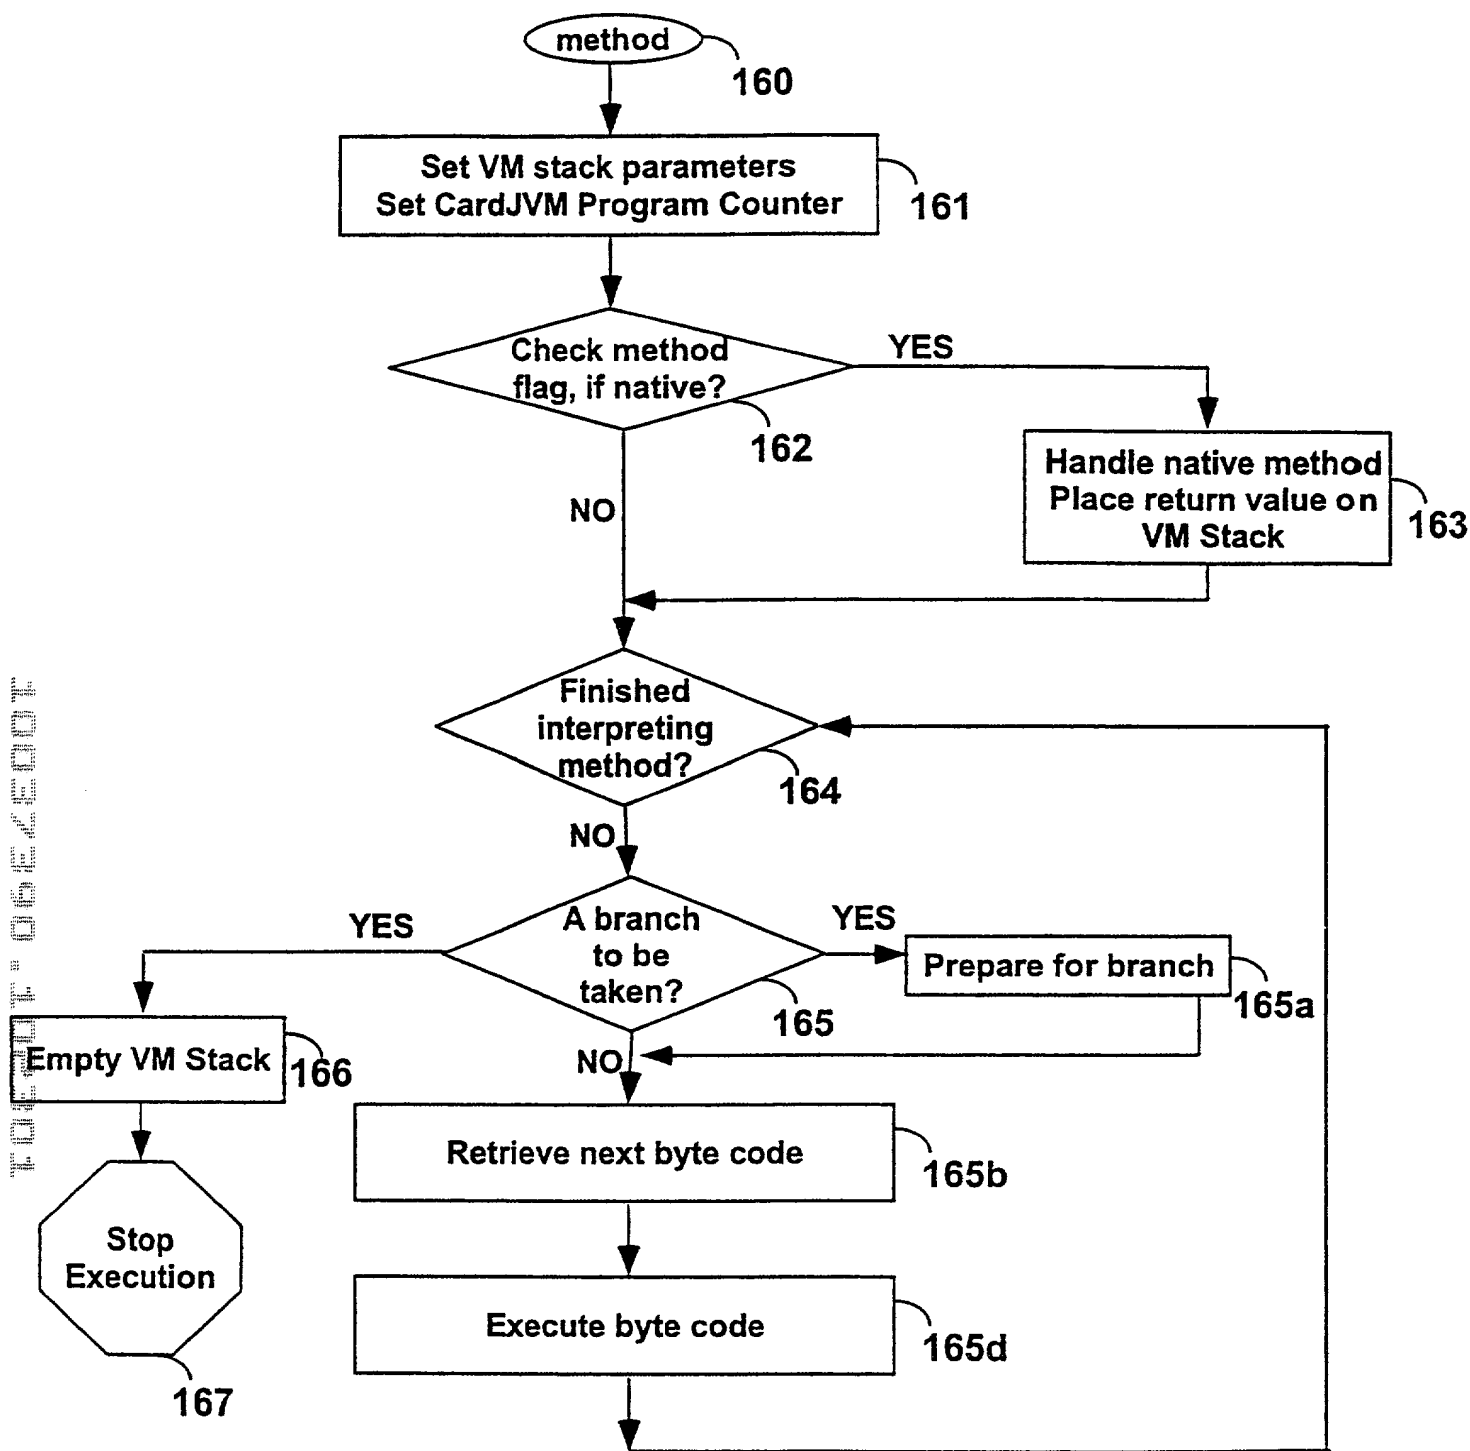 method
160
Set VM stack parameters
Set CardJVM Program Counter
161
Check method
flag, if native?
162
YES
Handle native method
Place return value on
VM Stack
163
NO
Finished
interpreting
method?
164
NO
A branch
to be
taken?
165
YES
YES
Prepare for branch
165a
Empty VM Stack
166
NO
Retrieve next byte code
165b
Stop
Execution
167
Execute byte code
165d